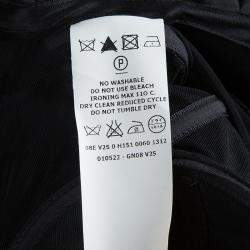 P
NO WASHABLE
DO NOT USE BLEACH
IRONING MAX 110 C.
DRY CLEAN REDUCED CYCLE
DO NOT TUMBLE DRY
08E V25 0 H151 0060 1312
010522 - GN08 V25